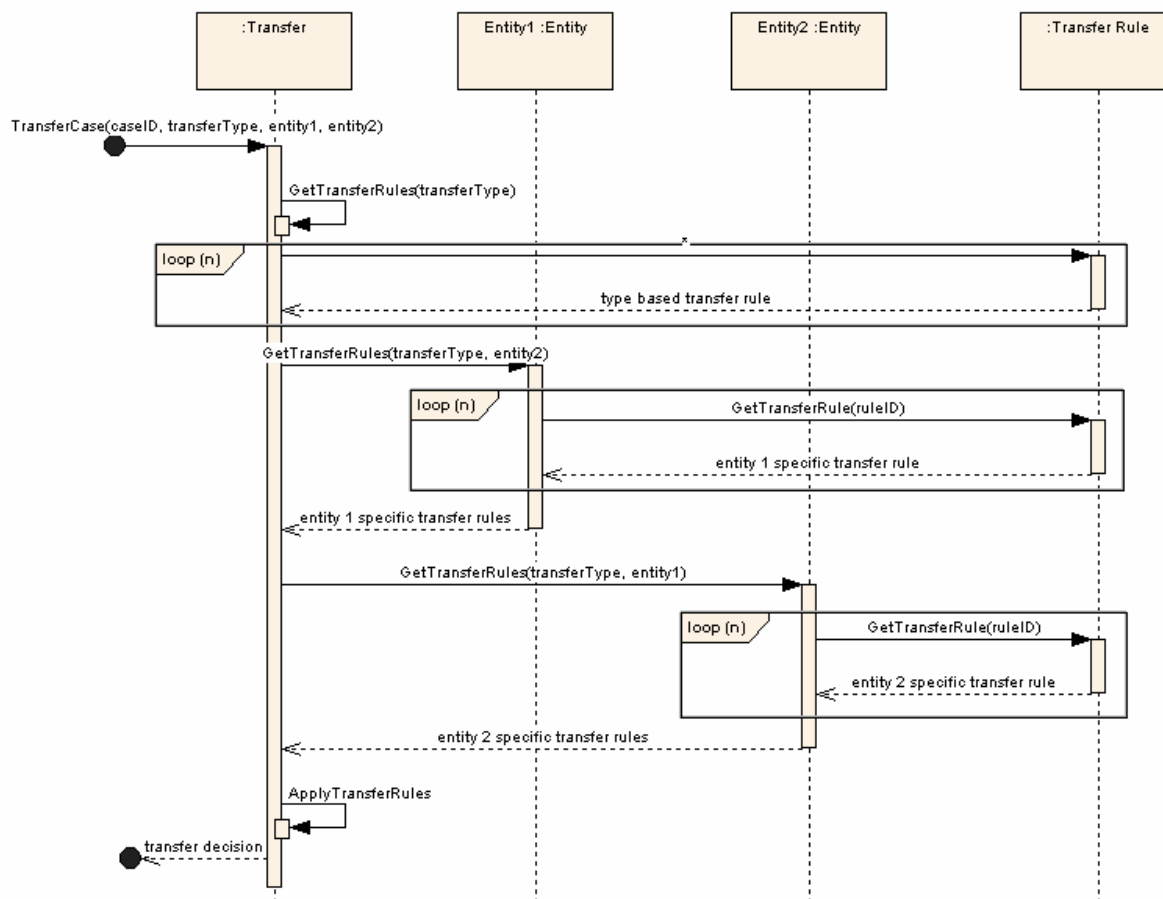 :Transfer
Entity1 :Entity
Entity2 :Entity
:Transfer Rule
TransferCase(caseID, transferType, entity1, entity2)
GetTransferRules(transferType)
*
loop (n)
type based transfer rule
GetTransferRules(transferType, entity2)
loop (n)
GetTransferRule(ruleID)
entity 1 specific transfer rule
entity 1 specific transfer rules
GetTransferRules(transferType, entity1)
loop (n)
GetTransferRule(ruleID)
entity 2 specific transfer rule
entity 2 specific transfer rules
ApplyTransferRules
transfer decision